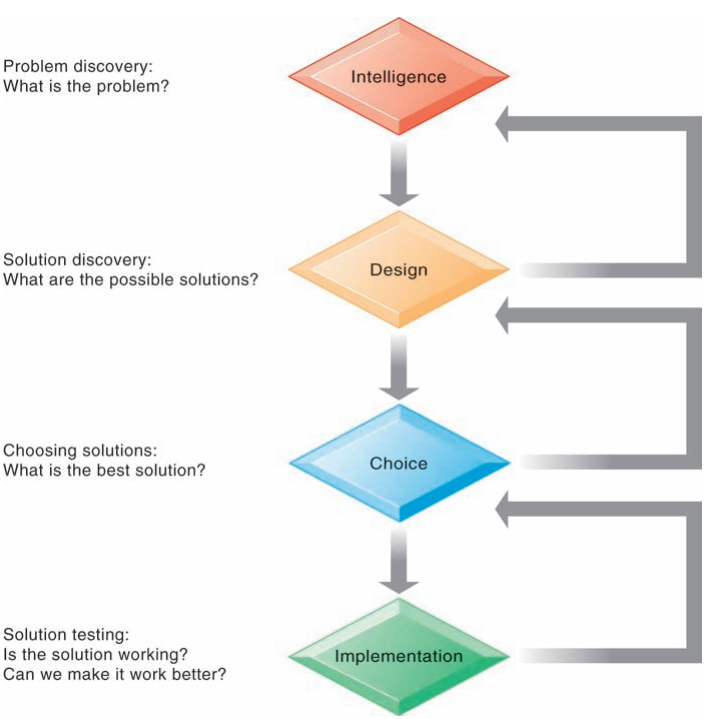 Problem discovery:
What is the problem?
Intelligence
Solution discovery:
What are the possible solutions?
Design
Choosing solutions:
What is the best solution?
Choice
Solution testing:
Is the solution working?
Can we make it work better?
Implementation